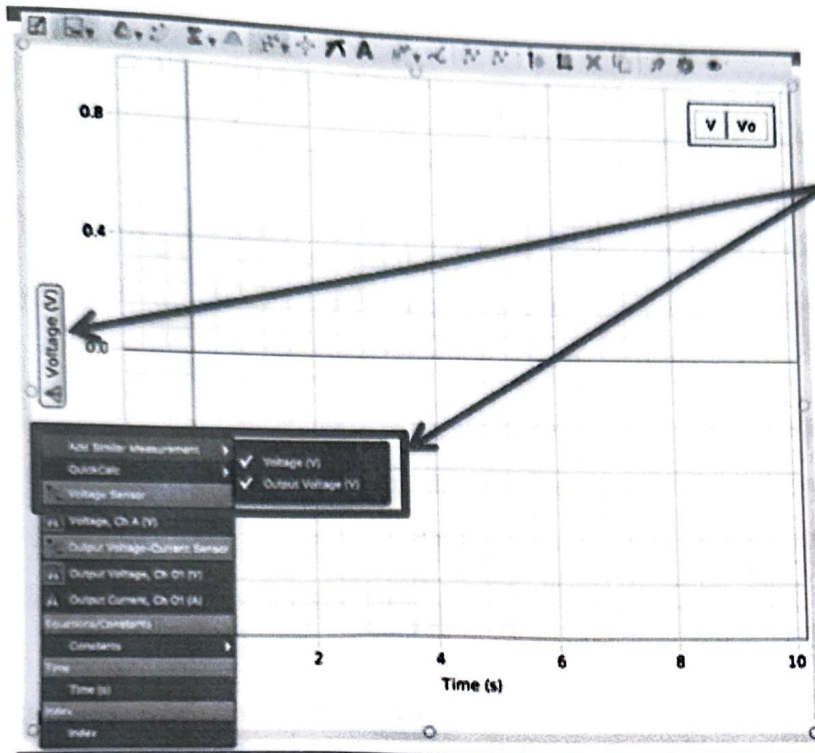 A
0.8
V Vo
0.4
Voltage (V)
0.0
Add Similar Measurement
QuickCalc
Voltage Sensor
Voltage, Ch A (V)
Output Voltage-Current Sensor
Output Voltage, Ch O1 (V)
Output Current, Ch O1 (A)
Equations/Constants
Constants
Time
Time (s)
Index
Index
Voltage (V)
Output Voltage (V)
2
4
6
8
10
Time (s)